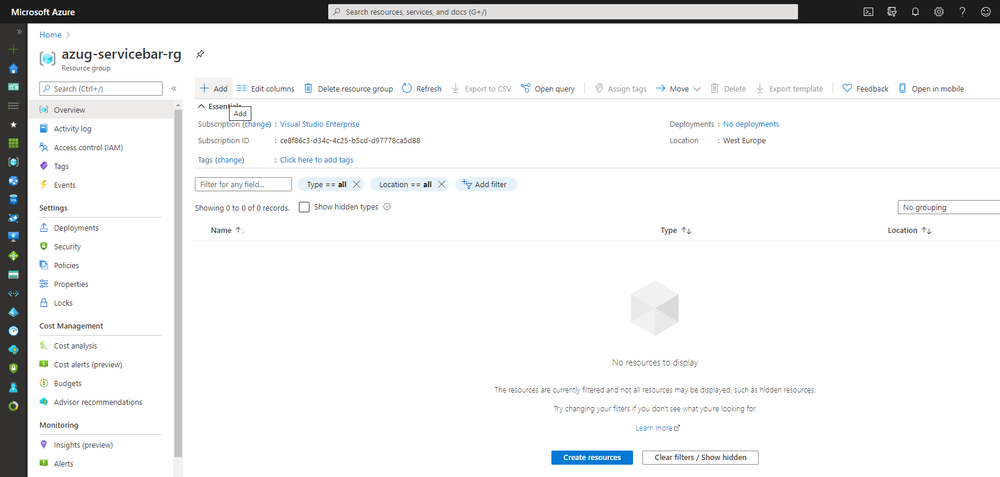 Microsoft Azure
Search resources, services, and docs (G+/)
Home
azug-servicebar-rg
Resource group
Search (Ctrl+/)
Overview
Activity log
Access control (IAM)
Tags
Events
Settings
Deployments
Security
Policies
Properties
Locks
Cost Management
Cost analysis
Cost alerts (preview)
Budgets
Advisor recommendations
Monitoring
Insights (preview)
Alerts
Add Edit columns Delete resource group Refresh Export to CSV Open query Assign tags Move Delete Export template Feedback Open in mobile
Essentials
Add
Subscription (change) : Visual Studio Enterprise
Deployments : No deployments
Subscription ID : ce8f86c3-d34c-4c25-b5cd-d97778ca5d88
Location : West Europe
Tags (change) : Click here to add tags
Filter for any field... Type == all Location == all Add filter
Showing 0 to 0 of 0 records. Show hidden types No grouping
Name Type Location
No resources to display
The resources are currently filtered and not all resources may be displayed, such as hidden resources.
Try changing your filters if you don't see what you're looking for.
Learn more
Create resources Clear filters / Show hidden